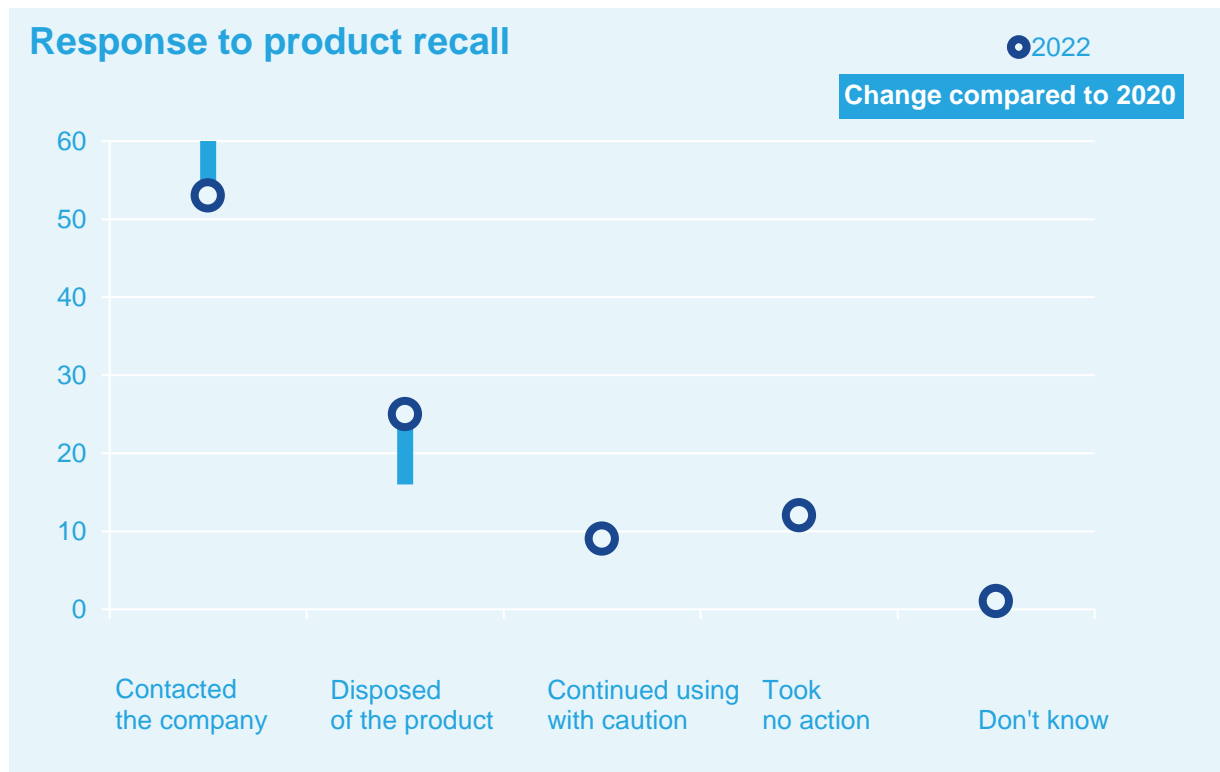 Response to product recall
2022
Change compared to 2020
60
50
40
30
20
10
0
Contacted
the company
Disposed
of the product
Continued using
with caution
Took
no action
Don't know